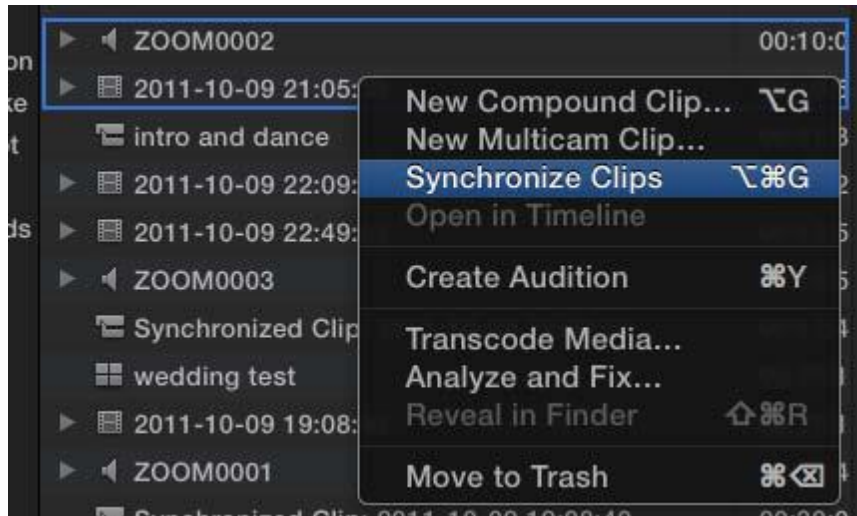 ZOOM0002 00:10:0
on
2011-10-09 21:05:
ke
New Compound Clip... ⌥G
intro and dance
t
New Multicam Clip...
2011-10-09 22:09:
Synchronize Clips ⌥⌘G
Open in Timeline
2011-10-09 22:49:
ds
ZOOM0003
Create Audition ⌘Y
Synchronized Clip
Transcode Media...
wedding test
Analyze and Fix...
2011-10-09 19:08:
Reveal in Finder ⇧⌘R
ZOOM0001
Move to Trash ⌘⌫